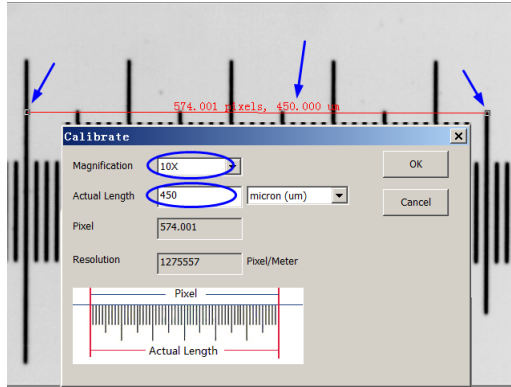 574.001 pixels, 450.000 um
Calibrate
Magnification 10X OK
Actual Length 450 micron (um) Cancel
Pixel 574.001
Resolution 1275557 Pixel/Meter
Pixel
Actual Length